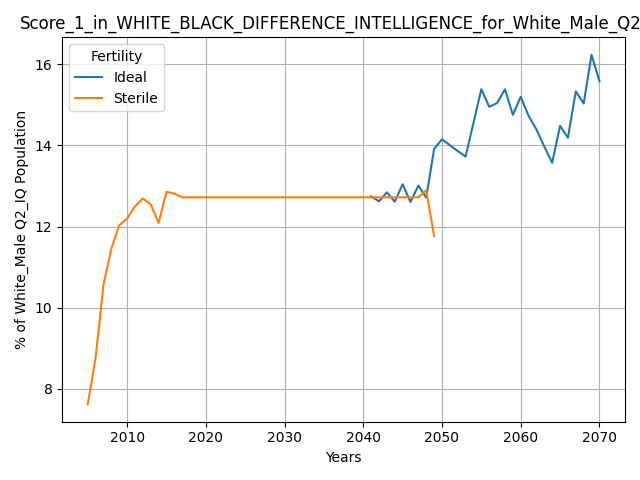 Score_1_in_WHITE_BLACK_DIFFERENCE_INTELLIGENCE_for_White_Male_Q2
Fertility
Ideal
Sterile
% of White_Male Q2_IQ Population
16
14
12
10
8
2010 2020 2030 2040 2050 2060 2070
Years